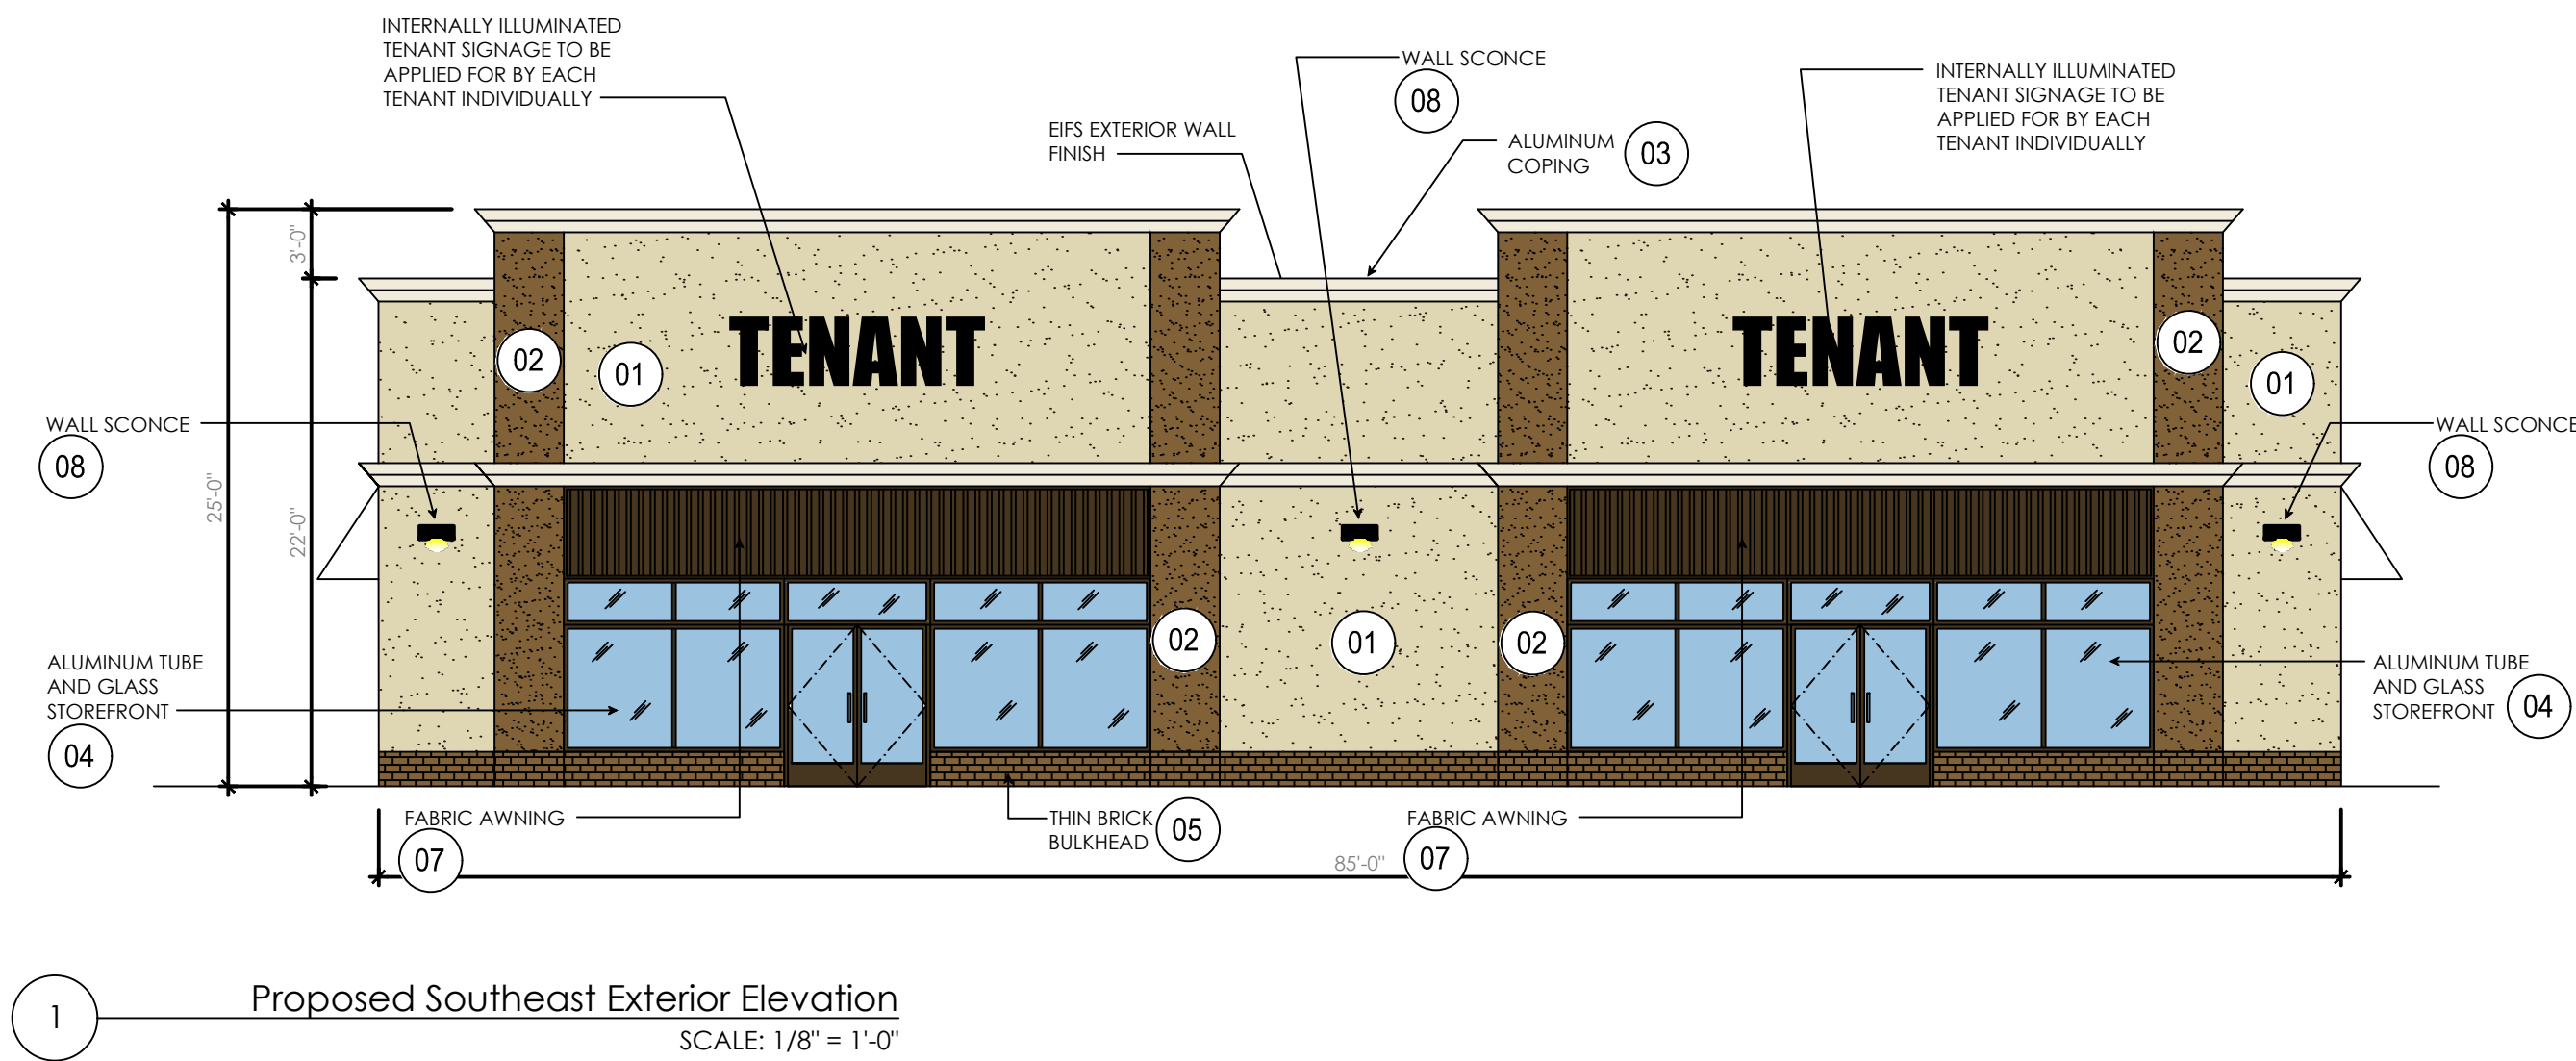 INTERNALLY ILLUMINATED
TENANT SIGNAGE TO BE
APPLIED FOR BY EACH
TENANT INDIVIDUALLY
WALL SCONCE
08
EIFS EXTERIOR WALL
FINISH
ALUMINUM
COPING
03
INTERNALLY ILLUMINATED
TENANT SIGNAGE TO BE
APPLIED FOR BY EACH
TENANT INDIVIDUALLY
3'-0"
25'-0"
22'-0"
02
01
TENANT
TENANT
02
01
WALL SCONCE
08
WALL SCONCE
08
02
01
02
ALUMINUM TUBE
AND GLASS
STOREFRONT
04
ALUMINUM TUBE
AND GLASS
STOREFRONT
04
FABRIC AWNING
07
THIN BRICK
BULKHEAD
05
FABRIC AWNING
07
85'-0"
1
Proposed Southeast Exterior Elevation
SCALE: 1/8" = 1'-0"